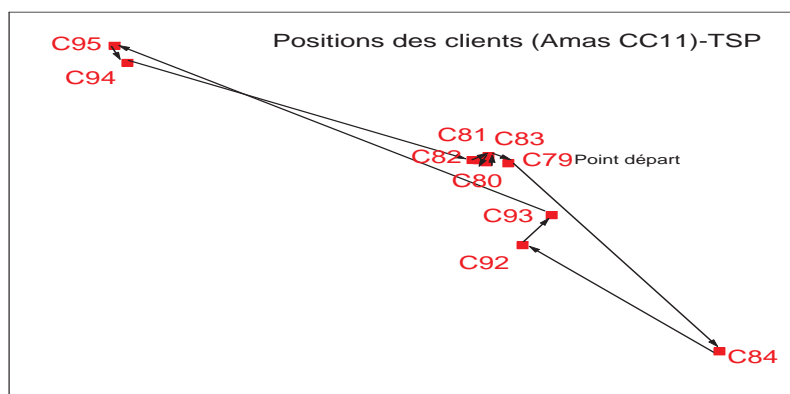 Positions des clients (Amas CC11)-TSP
C95
C94
C81
C83
C82
C79 Point départ
C80
C93
C92
C84